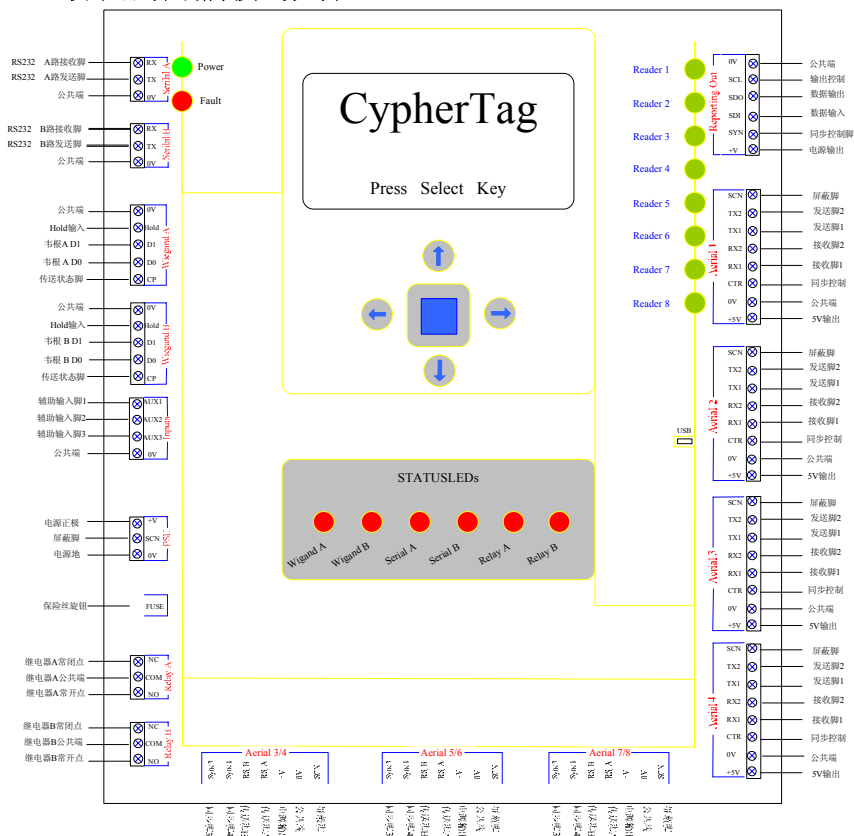 RS232 A路接收脚
RS232 A路发送脚
公共端
RX
TX
0V
Serilal A
RS232 B路接收脚
RS232 B路发送脚
公共端
RX
TX
0V
Serilal B
公共端
Hold输入
韦根A D1
韦根A D0
传送状态脚
0V
Hold
D1
D0
CP
Wiegand A
公共端
Hold输入
韦根 B D1
韦根 B D0
传送状态脚
0V
Hold
D1
D0
CP
Wiegand B
辅助输入脚1
辅助输入脚2
辅助输入脚3
公共端
AUX1
AUX2
AUX3
0V
Inputs
电源正极
屏蔽脚
电源地
+V
SCN
0V
PSU
保险丝旋钮
FUSE
继电器A常闭点
继电器A公共端
继电器A常开点
NC
COM
NO
Relay A
继电器B常闭点
继电器B公共端
继电器B常开点
NC
COM
NO
Relay B
Power
Fault
CypherTag
Press Select Key
STATUSLEDs
Wigand A
Wigand B
Serial A
Serial B
Relay A
Relay B
Reader 1
Reader 2
Reader 3
Reader 4
Reader 5
Reader 6
Reader 7
Reader 8
USB
Reporting Out
0V
SCL
SDO
SDI
SYN
+V
公共端
输出控制
数据输出
数据输入
同步控制脚
电源输出
Aerial 1
SCN
TX2
TX1
RX2
RX1
CTR
0V
+5V
屏蔽脚
发送脚2
发送脚1
接收脚2
接收脚1
同步控制
公共端
5V输出
Aerial 2
SCN
TX2
TX1
RX2
RX1
CTR
0V
+5V
屏蔽脚
发送脚2
发送脚1
接收脚2
接收脚1
同步控制
公共端
5V输出
Aerial 3
SCN
TX2
TX1
RX2
RX1
CTR
0V
+5V
屏蔽脚
发送脚2
发送脚1
接收脚2
接收脚1
同步控制
公共端
5V输出
Aerial 4
SCN
TX2
TX1
RX2
RX1
CTR
0V
+5V
屏蔽脚
发送脚2
发送脚1
接收脚2
接收脚1
同步控制
公共端
5V输出
Aerial 3/4
Aerial 5/6
Aerial 7/8